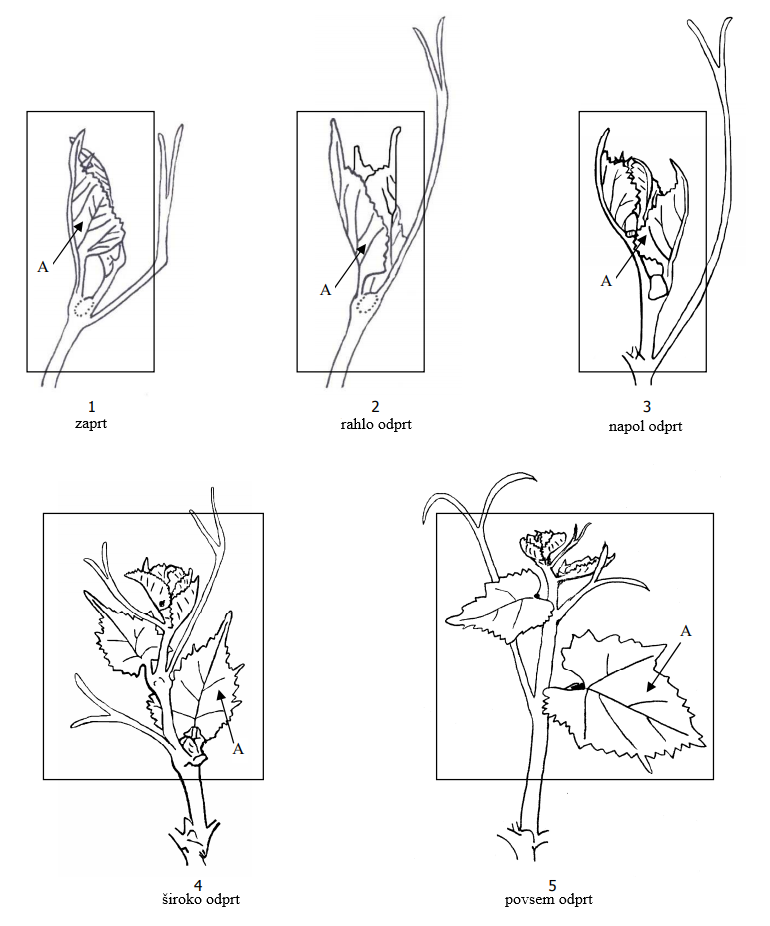 A
A
A
1
2
3
zaprt
rahlo odprt
napol odprt
A
A
4
5
široko odprt
povsem odprt